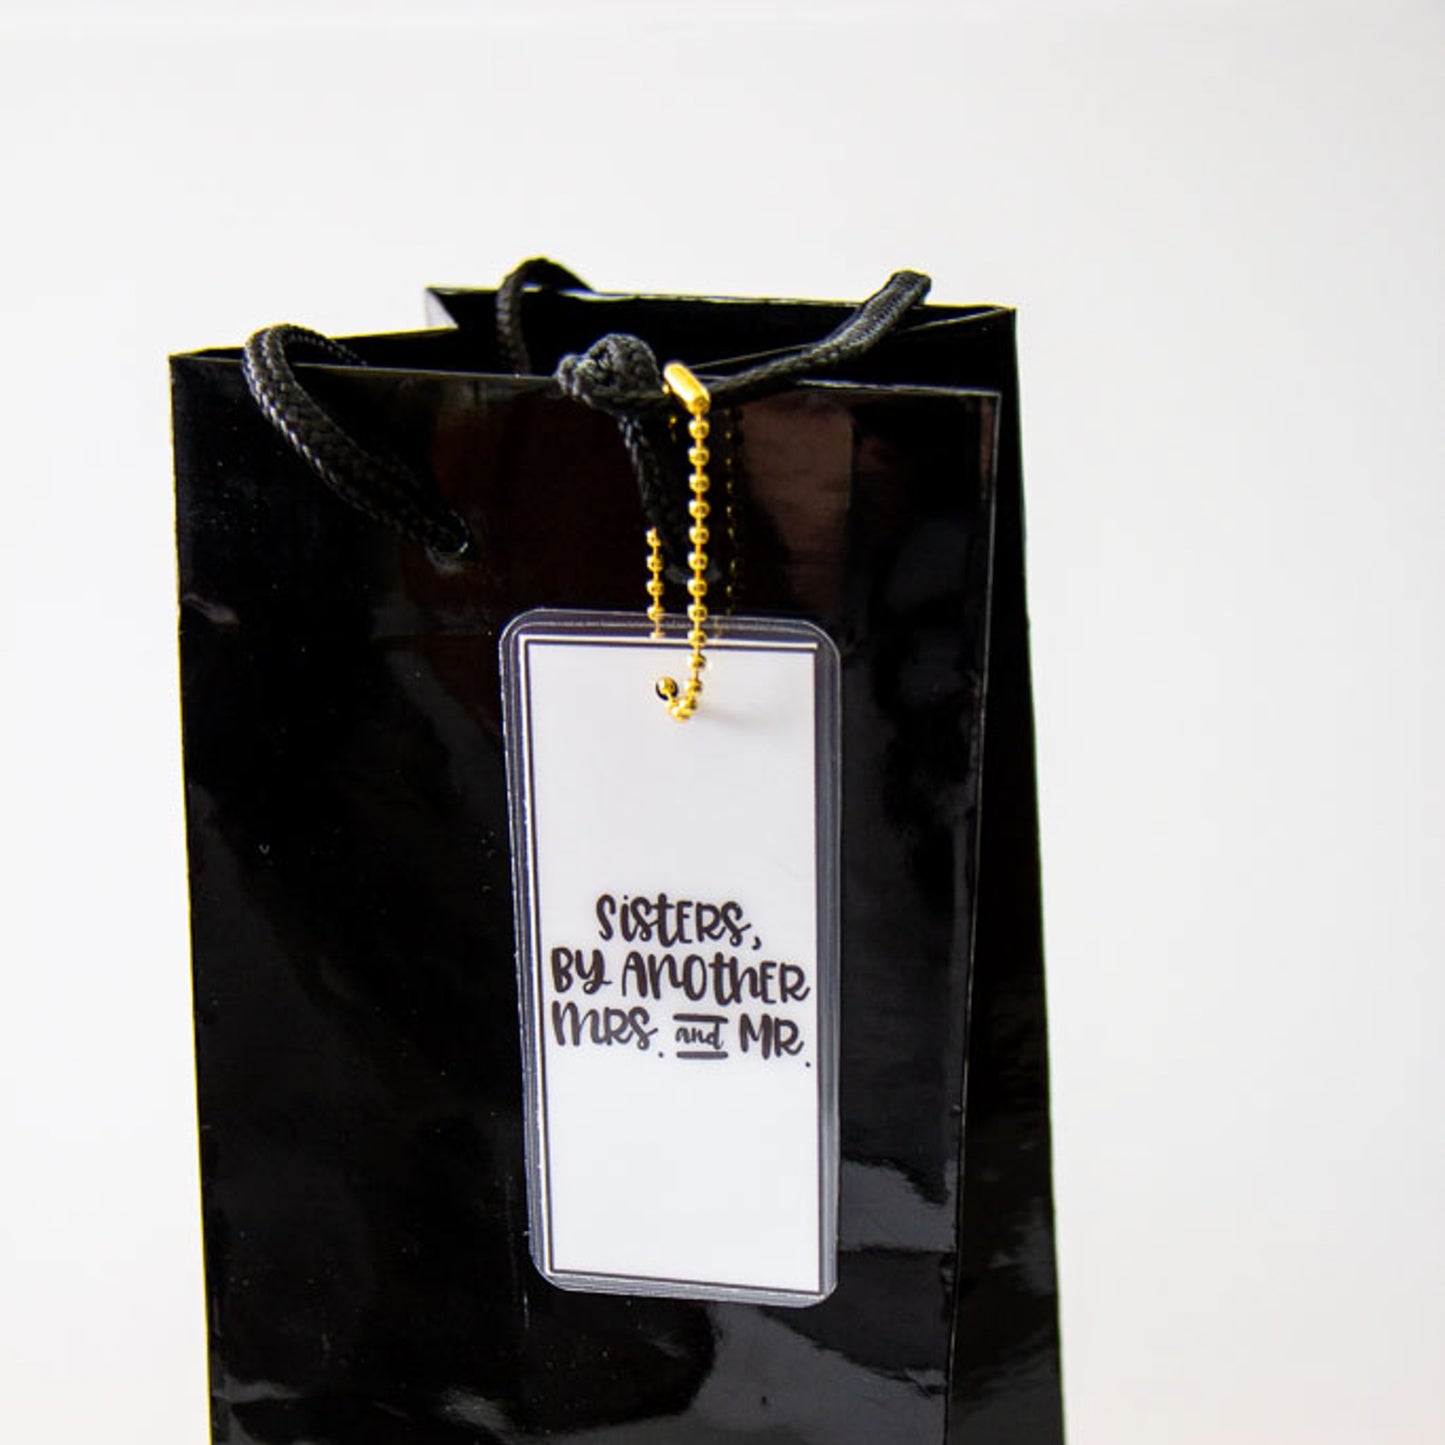 SiSTERS,
BY ANOTHER
MRS. and MR.